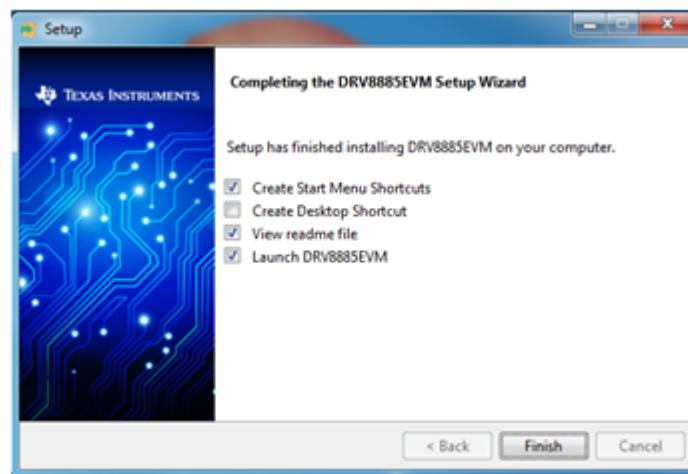 Setup
TEXAS INSTRUMENTS
Completing the DRV8885EVM Setup Wizard
Setup has finished installing DRV8885EVM on your computer.
Create Start Menu Shortcuts
Create Desktop Shortcut
View readme file
Launch DRV8885EVM
< Back Finish Cancel